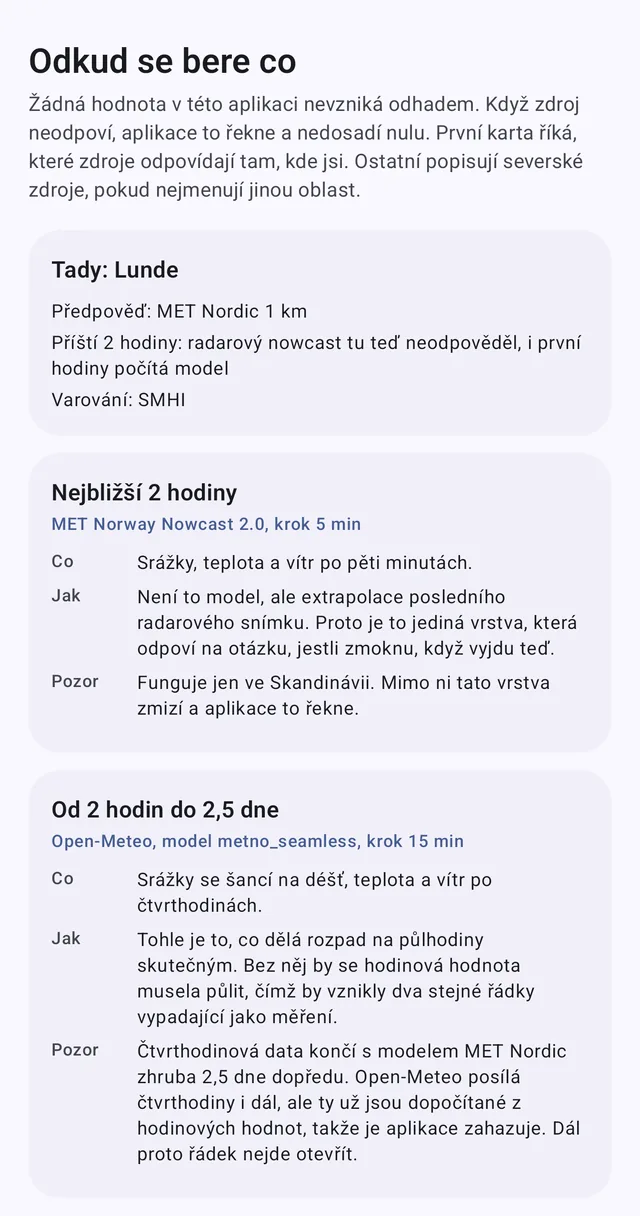 Odkud se bere co
Žádná hodnota v této aplikaci nevzniká odhadem. Když zdroj
neodpoví, aplikace to řekne a nedosadí nulu. První karta říká,
které zdroje odpovídají tam, kde jsi. Ostatní popisují severské
zdroje, pokud nejmenují jinou oblast.
Tady: Lunde
Předpověď: MET Nordic 1 km
Příští 2 hodiny: radarový nowcast tu teď neodpověděl, i první
hodiny počítá model
Varování: SMHI
Nejbližší 2 hodiny
MET Norway Nowcast 2.0, krok 5 min
Co Srážky, teplota a vítr po pěti minutách.
Jak Není to model, ale extrapolace posledního
radarového snímku. Proto je to jediná vrstva, která
odpoví na otázku, jestli zmoknu, když vyjdu teď.
Pozor Funguje jen ve Skandinávii. Mimo ni tato vrstva
zmizí a aplikace to řekne.
Od 2 hodin do 2,5 dne
Open-Meteo, model metno_seamless, krok 15 min
Co Srážky se šancí na déšť, teplota a vítr po
čtvrthodinách.
Jak Tohle je to, co dělá rozpad na půlhodiny
skutečným. Bez něj by se hodinová hodnota
musela půlit, čímž by vznikly dva stejné řádky
vypadající jako měření.
Pozor Čtvrthodinová data končí s modelem MET Nordic
zhruba 2,5 dne dopředu. Open-Meteo posílá
čtvrthodiny i dál, ale ty už jsou dopočítané z
hodinových hodnot, takže je aplikace zahazuje. Dál
proto řádek nejde otevřít.